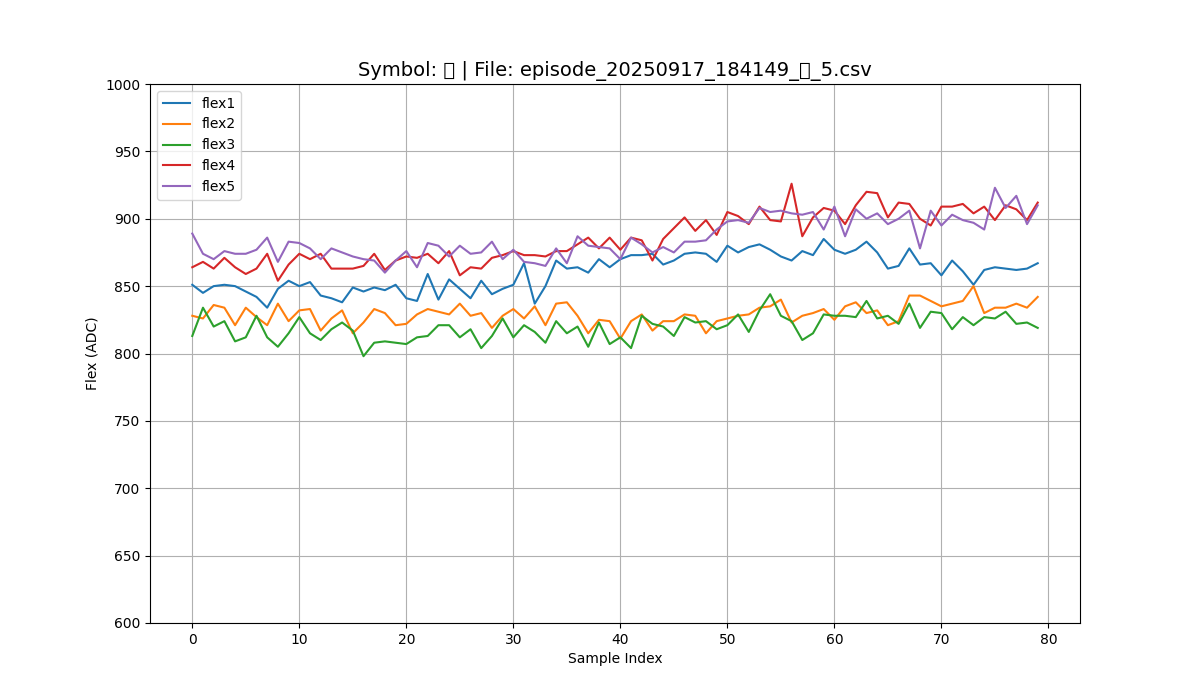 Symbol: ▯ | File: episode_20250917_184149_▯_5.csv
1000
950
900
850
800
750
700
650
600
flex1
flex2
flex3
flex4
flex5
Flex (ADC)
0 10 20 30 40 50 60 70 80
Sample Index